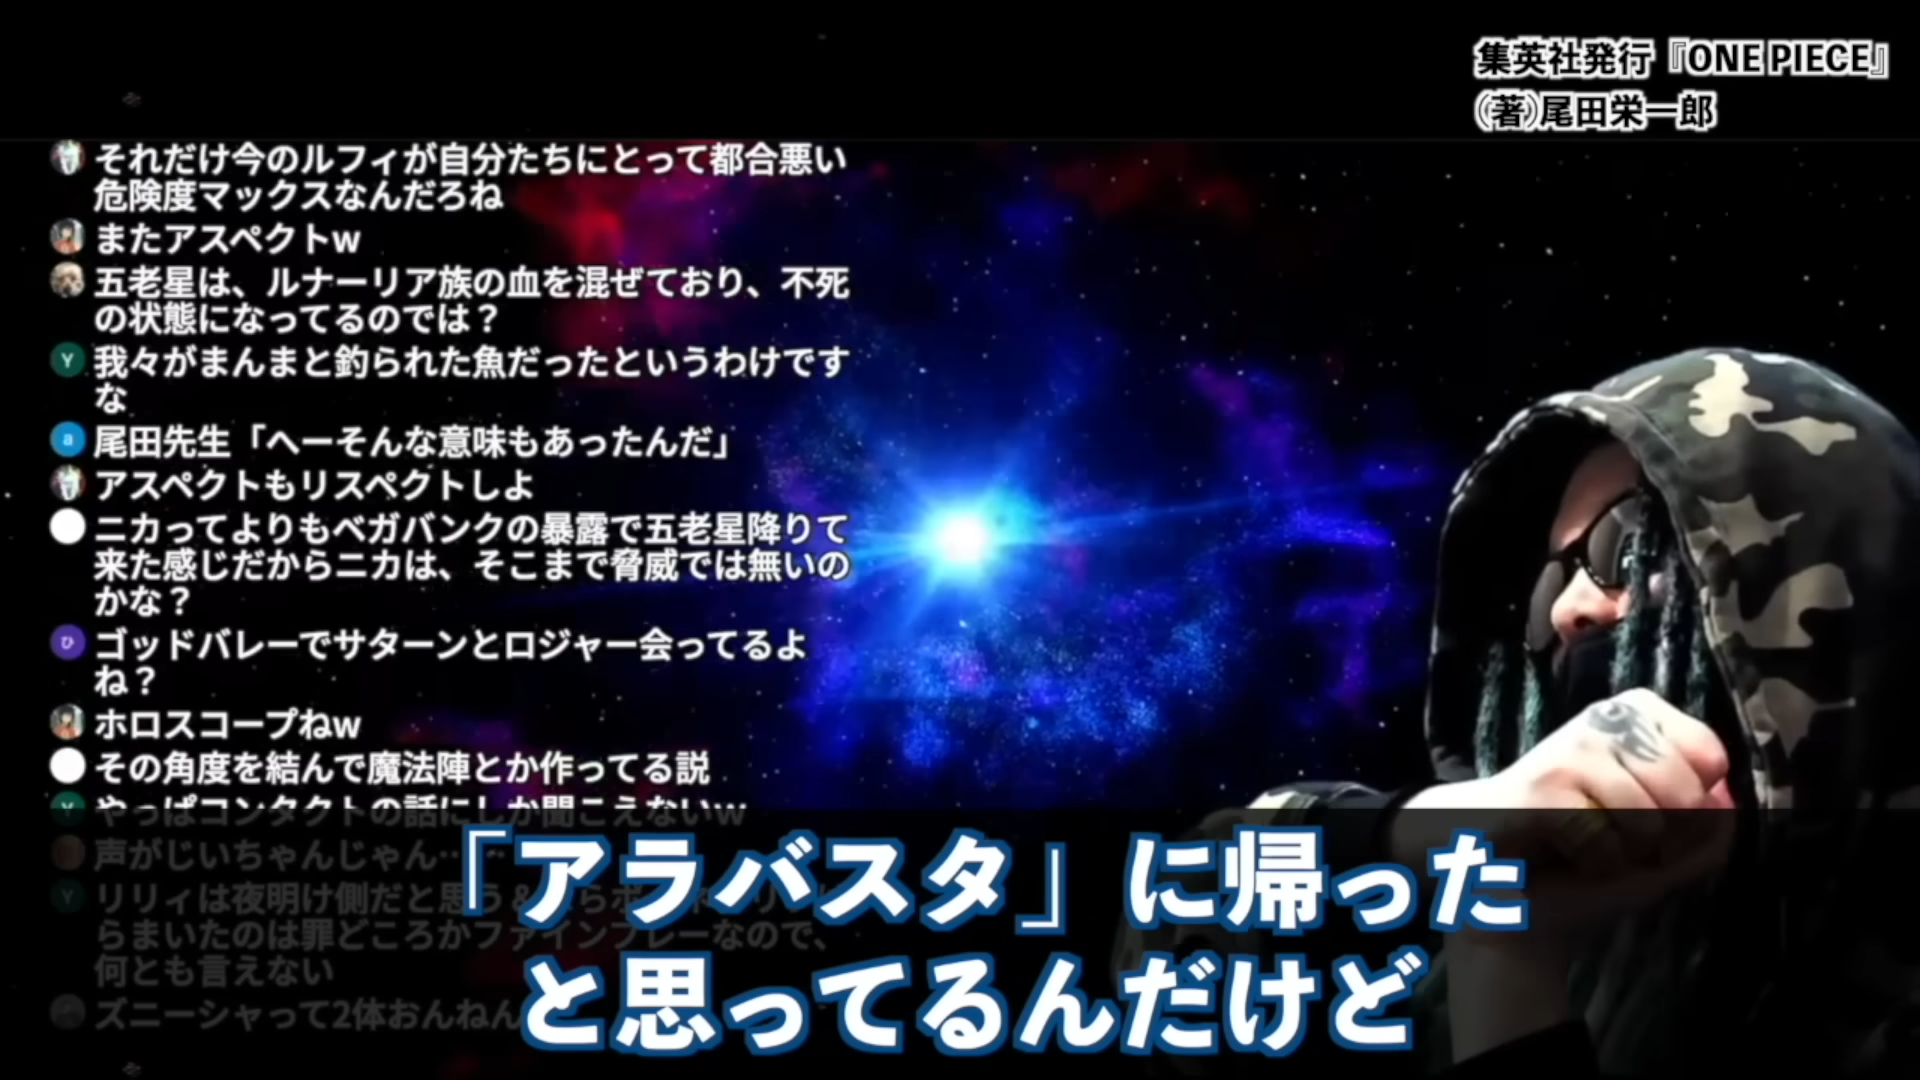 集英社発行『ONE PIECE』
(著)尾田栄一郎
それだけ今のルフィが自分たちにとって都合悪い
危険度マックスなんだろね
またアスペクトw
五老星は、ルナーリア族の血を混ぜており、不死
の状態になってるのでは？
Y
我々がまんまと釣られた魚だったというわけです
な
a
尾田先生「へーそんな意味もあったんだ」
アスペクトもリスペクトしよ
ニカってよりもベガバンクの暴露で五老星降りて
来た感じだからニカは、そこまで脅威では無いの
かな？
ひ
ゴッドバレーでサターンとロジャー会ってるよ
ね？
ホロスコープねw
その角度を結んで魔法陣とか作ってる説
Y
やっぱコンタクトの話にしか聞こえないw
声がじいちゃんじゃん…
Y
リリィは夜明け側だと思う
らまいたのは罪どころかファインプレーなので、
何とも言えない
ズニーシャって2体おんねん
「アラバスタ」に帰った
と思ってるんだけど